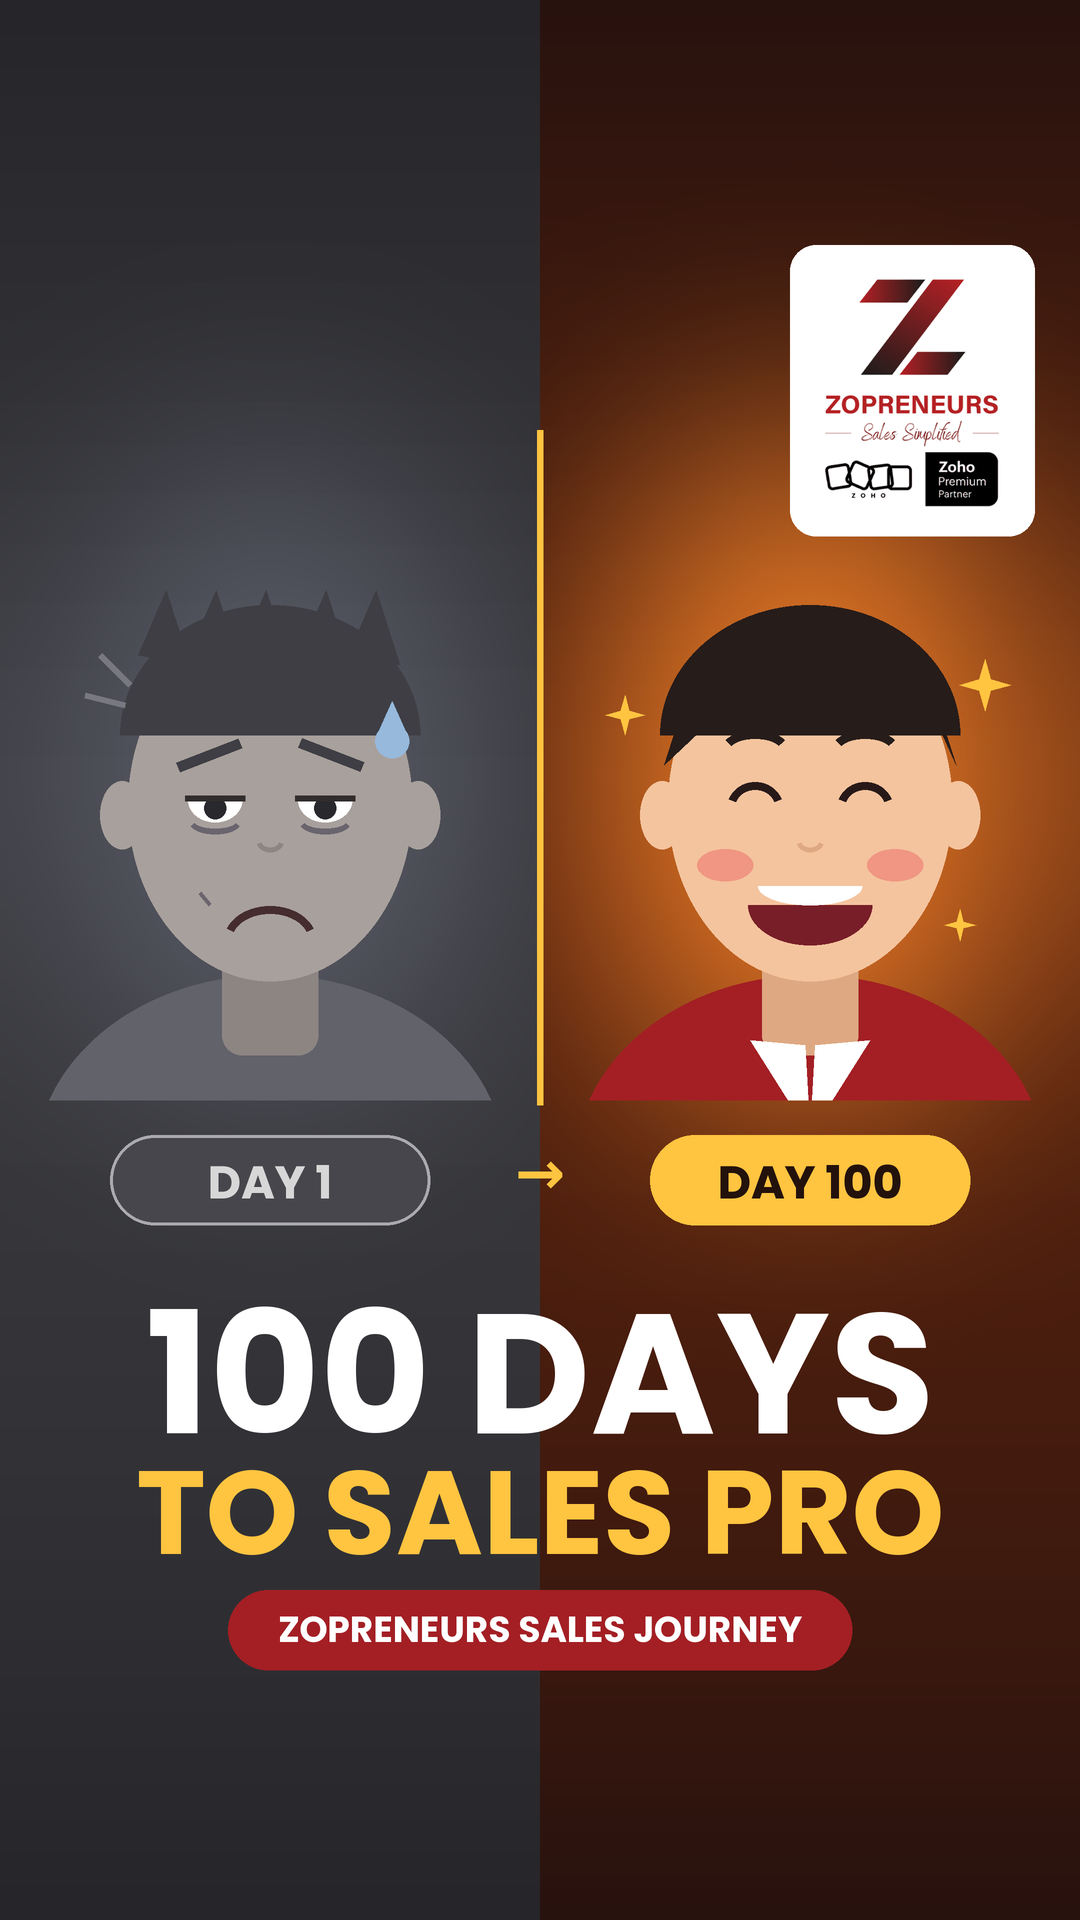 ZOPRENEURS
Sales Simplified
ZOHO
Zoho
Premium
Partner
DAY 1
→
DAY 100
100 DAYS
TO SALES PRO
ZOPRENEURS SALES JOURNEY